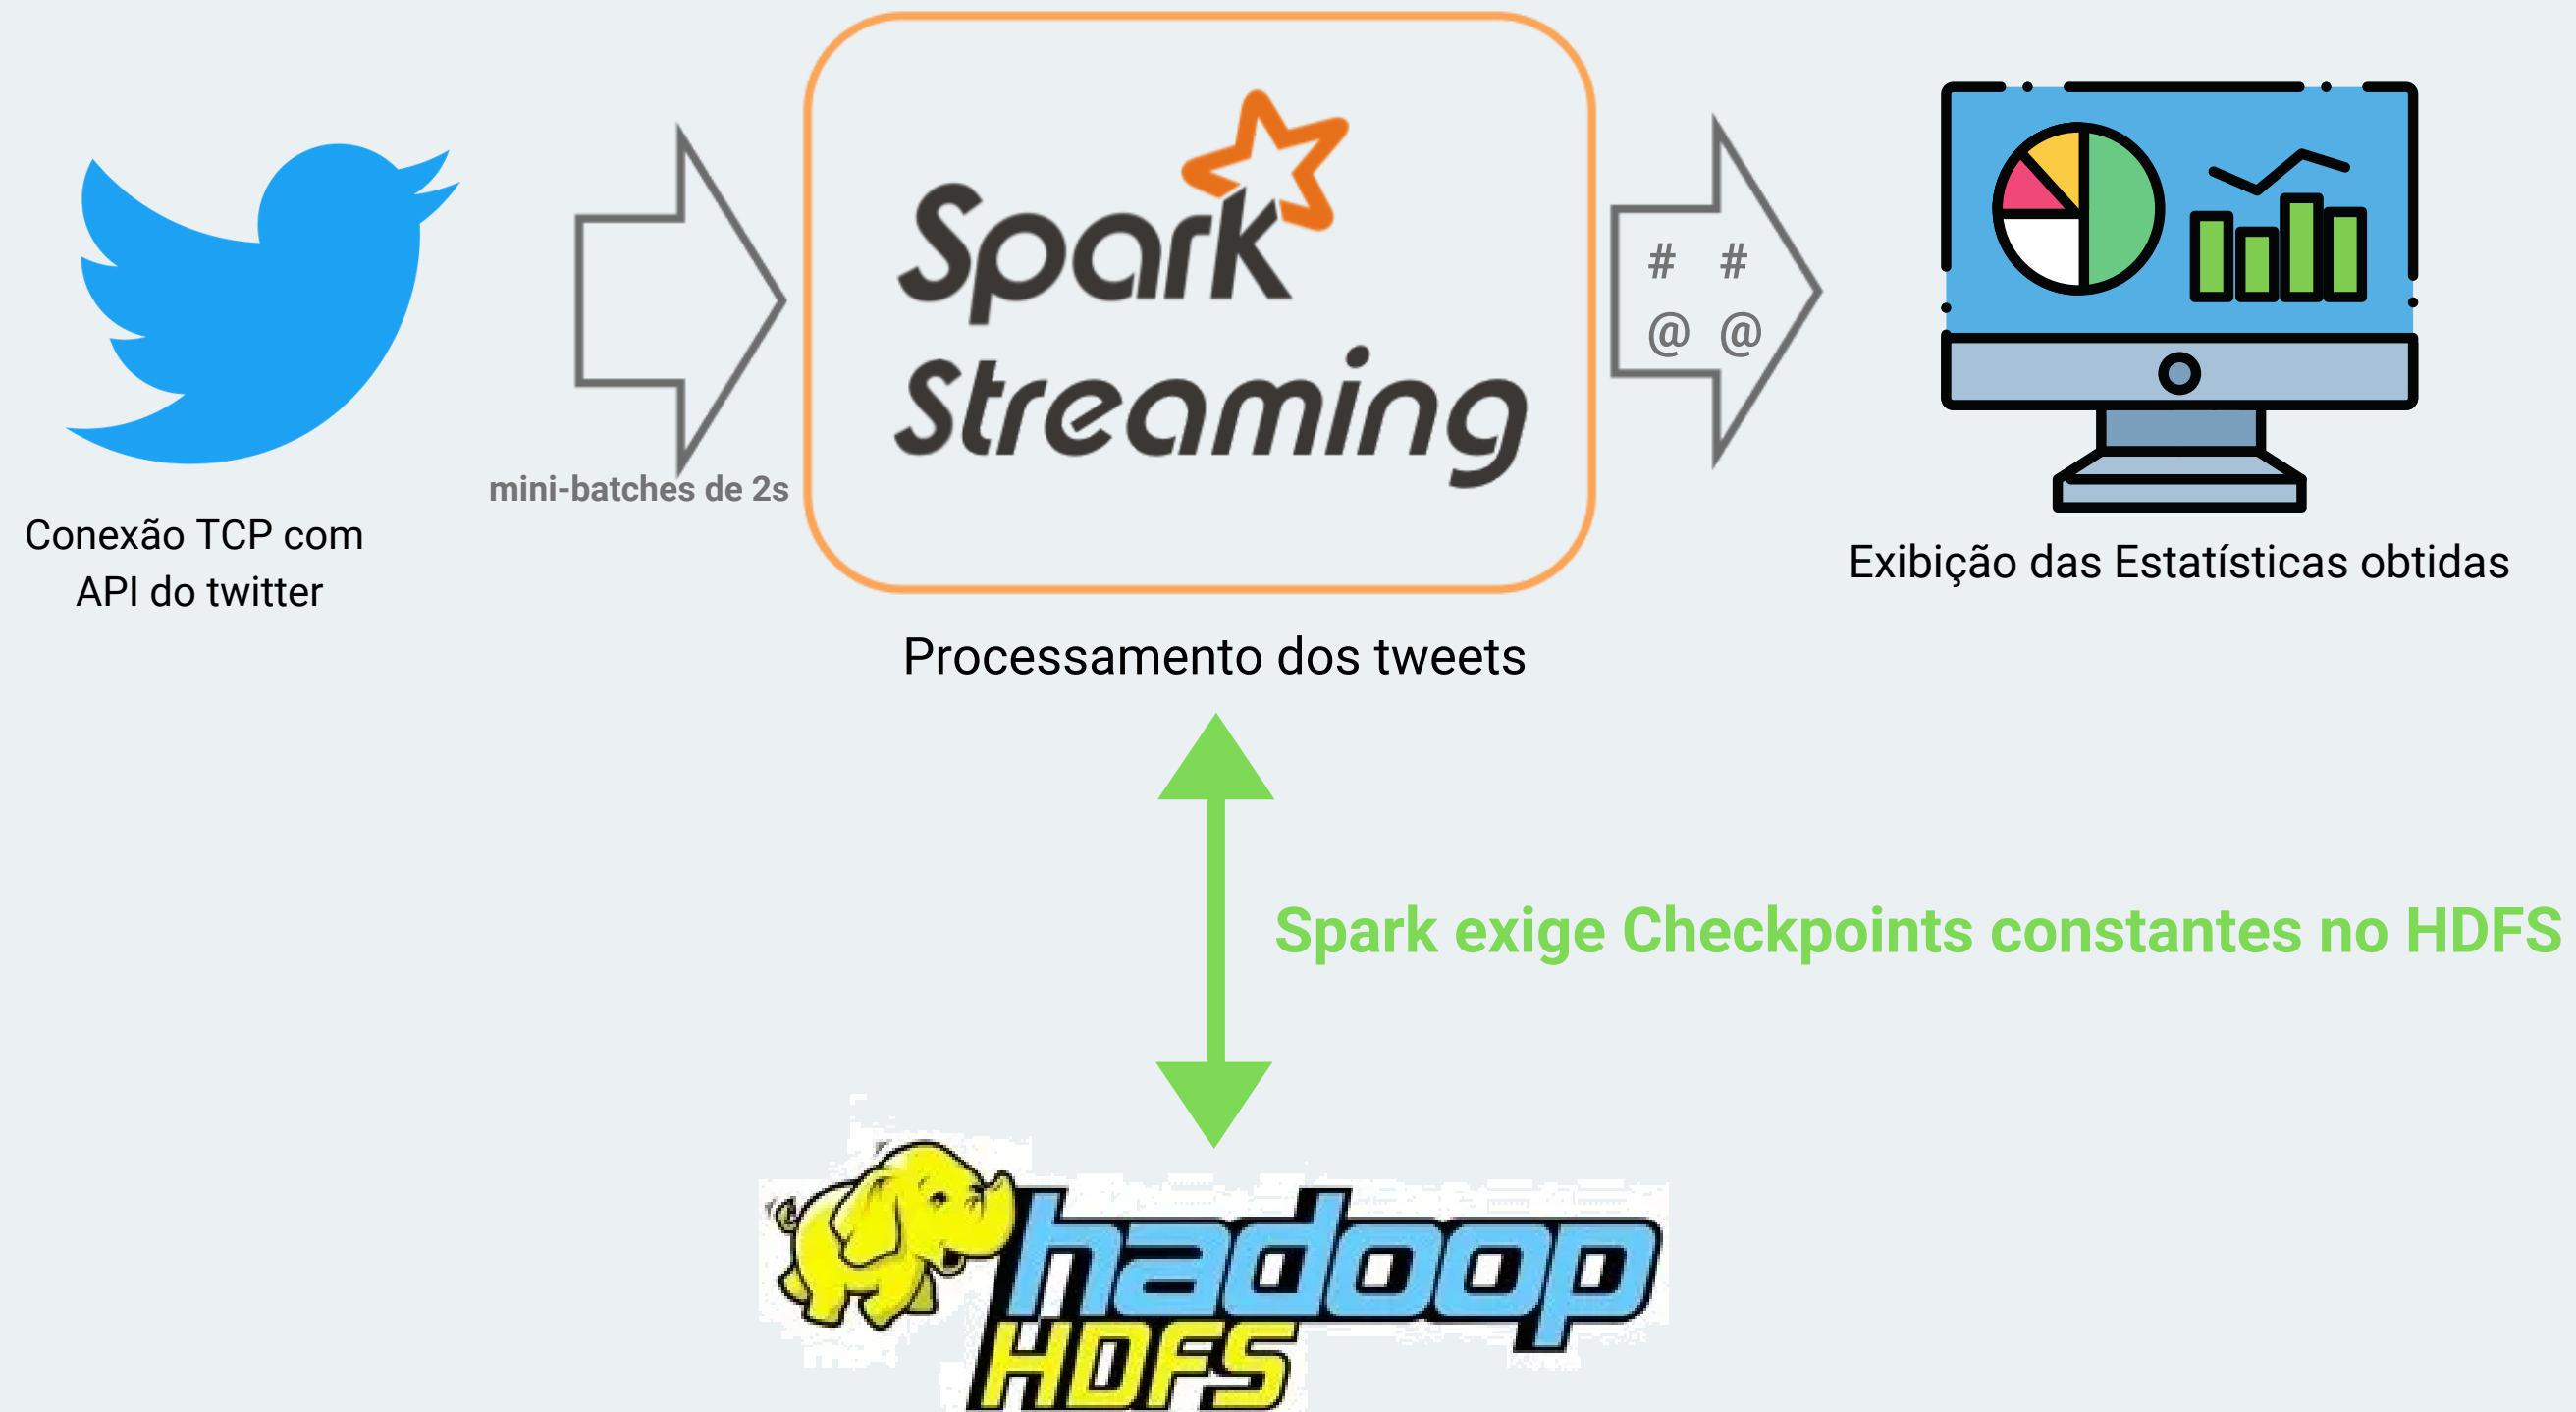 Spark
Streaming
# #
@ @
mini-batches de 2s
Conexão TCP com
API do twitter
Exibição das Estatísticas obtidas
Processamento dos tweets
Spark exige Checkpoints constantes no HDFS
hadoop
HDFS